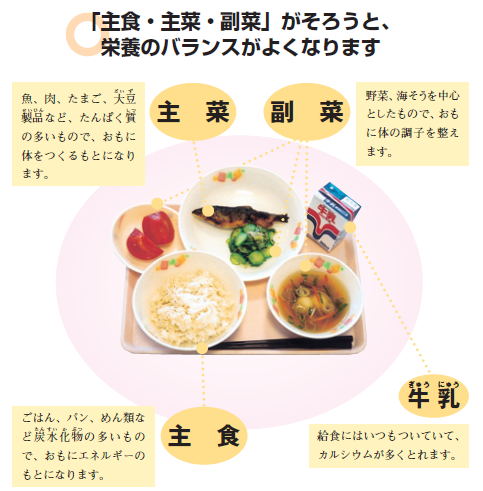 「主食・主菜・副菜」がそろうと、
栄養のバランスがよくなります
魚、肉、たまご、大豆
製品など、たんぱく質
の多いもので、おもに
体をつくるもとになり
ます。
主菜
副菜
野菜、海そうを中心
としたもので、おも
に体の調子を整え
ます。
牛乳
ごはん、パン、めん類な
ど炭水化物の多いもの
で、おもにエネルギーの
もとになります。
主食
牛乳
給食にはいつもついていて、
カルシウムが多くとれます。